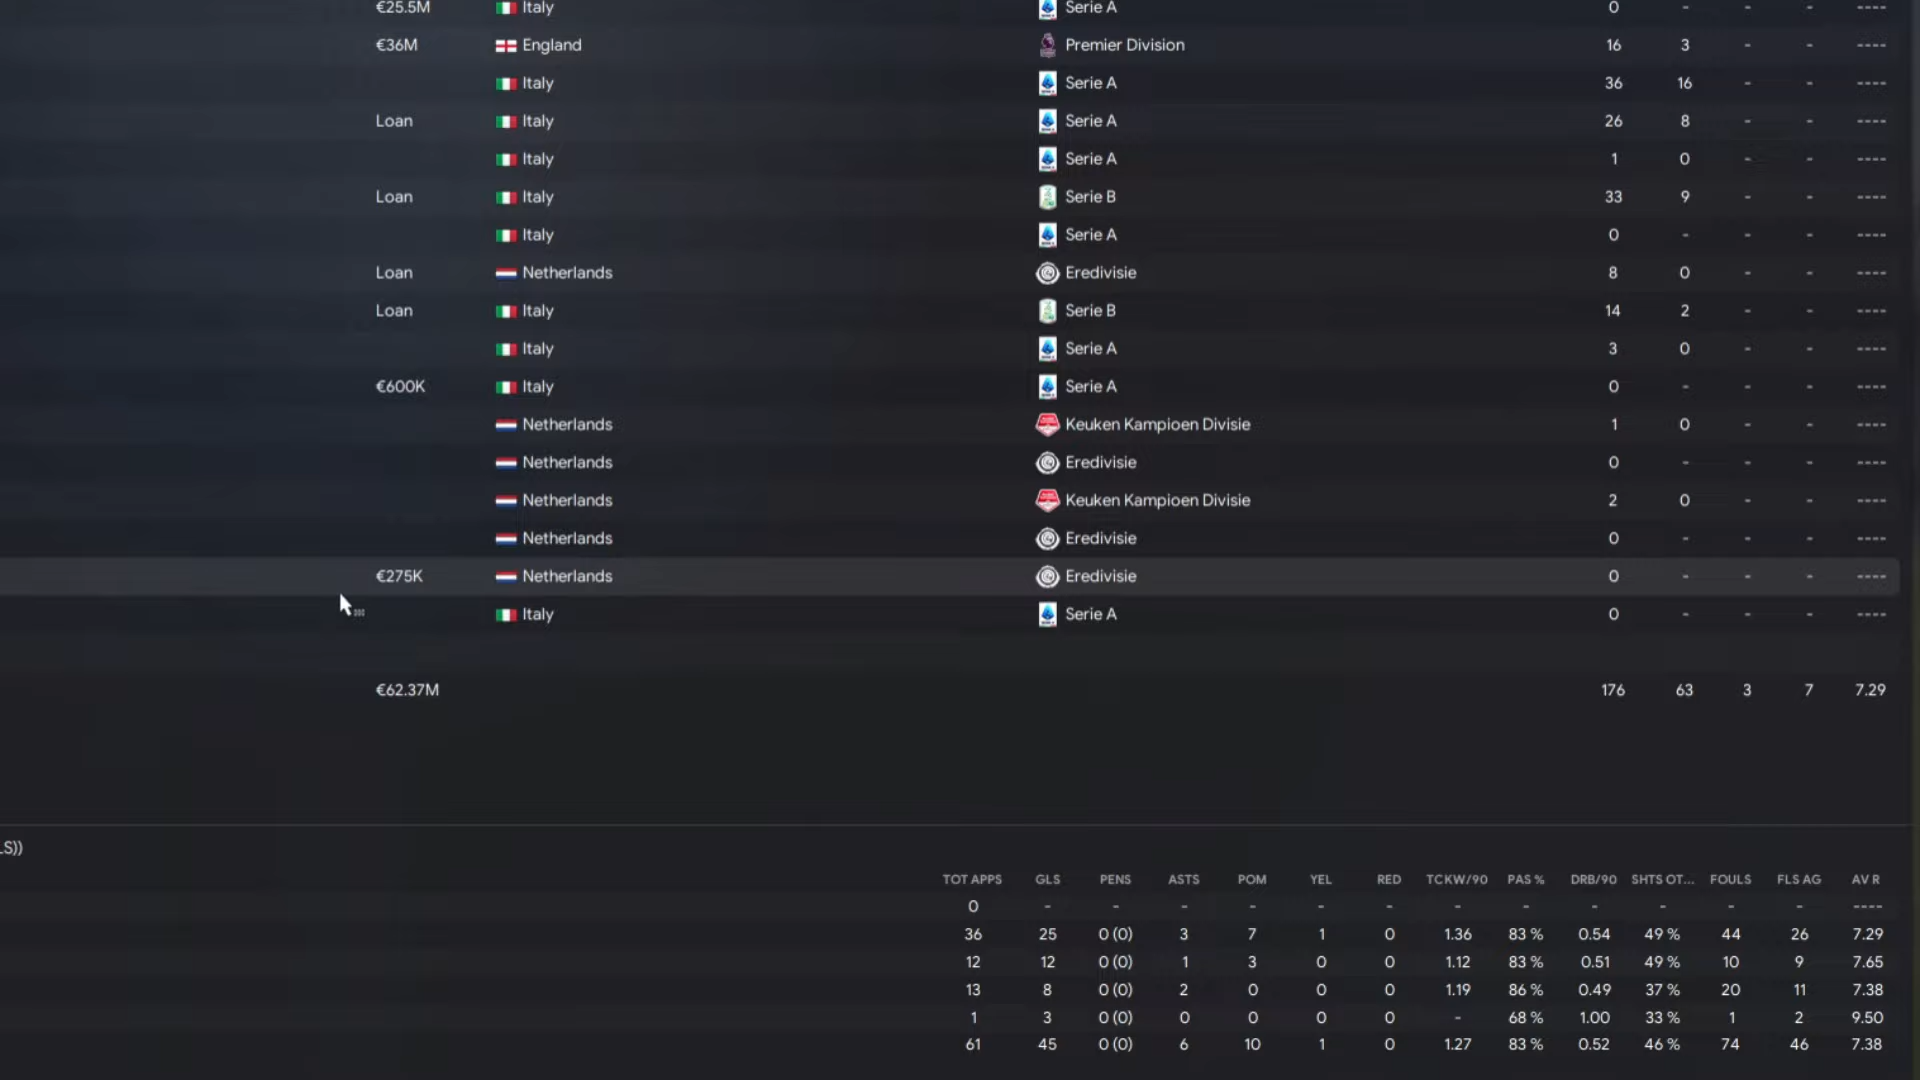 €25.5M Italy Serie A 0 - - - ----
€36M England Premier Division 16 3 - - ----
Italy Serie A 36 16 - - ----
Loan Italy Serie A 26 8 - - ----
Italy Serie A 1 0 - - ----
Loan Italy Serie B 33 9 - - ----
Italy Serie A 0 - - - ----
Loan Netherlands Eredivisie 8 0 - - ----
Loan Italy Serie B 14 2 - - ----
Italy Serie A 3 0 - - ----
€600K Italy Serie A 0 - - - ----
Netherlands Keuken Kampioen Divisie 1 0 - - ----
Netherlands Eredivisie 0 - - - ----
Netherlands Keuken Kampioen Divisie 2 0 - - ----
Netherlands Eredivisie 0 - - - ----
€275K Netherlands Eredivisie 0 - - - ----
Italy Serie A 0 - - - ----
€62.37M 176 63 3 7 7.29
LS))
TOT APPS GLS PENS ASTS POM YEL RED TCKW/90 PAS % DRB/90 SHTS OT... FOULS FLS AG AV R
0 - - - - - - - - - - - - ----
36 25 0 (0) 3 7 1 0 1.36 83 % 0.54 49 % 44 26 7.29
12 12 0 (0) 1 3 0 0 1.12 83 % 0.51 49 % 10 9 7.65
13 8 0 (0) 2 0 0 0 1.19 86 % 0.49 37 % 20 11 7.38
1 3 0 (0) 0 0 0 0 - 68 % 1.00 33 % 1 2 9.50
61 45 0 (0) 6 10 1 0 1.27 83 % 0.52 46 % 74 46 7.38